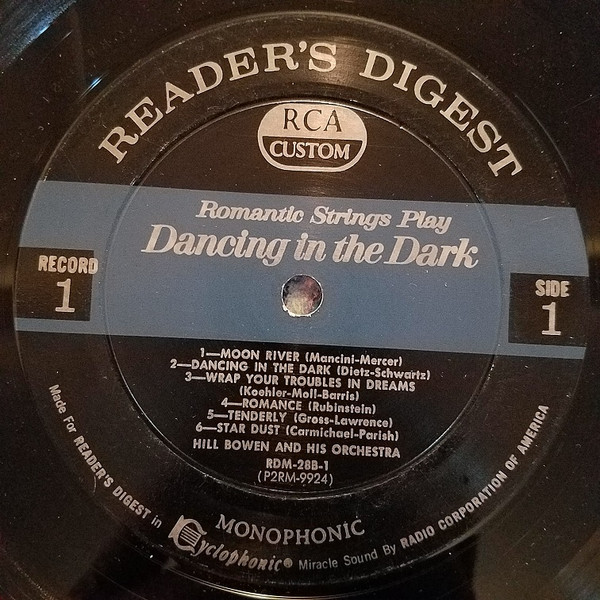 READER'S DIGEST
RCA
CUSTOM
Romantic Strings Play
Dancing in the Dark
RECORD
1
SIDE
1
1—MOON RIVER (Mancini-Mercer)
2—DANCING IN THE DARK (Dietz-Schwartz)
3—WRAP YOUR TROUBLES IN DREAMS
(Koehler-Moll-Barris)
4—ROMANCE (Rubinstein)
5—TENDERLY (Gross-Lawrence)
6—STAR DUST (Carmichael-Parish)
HILL BOWEN AND HIS ORCHESTRA
RDM-28B-1
(P2RM-9924)
MONOPHONIC
Made For READER'S DIGEST in Cyclophonic® Miracle Sound By RADIO CORPORATION OF AMERICA